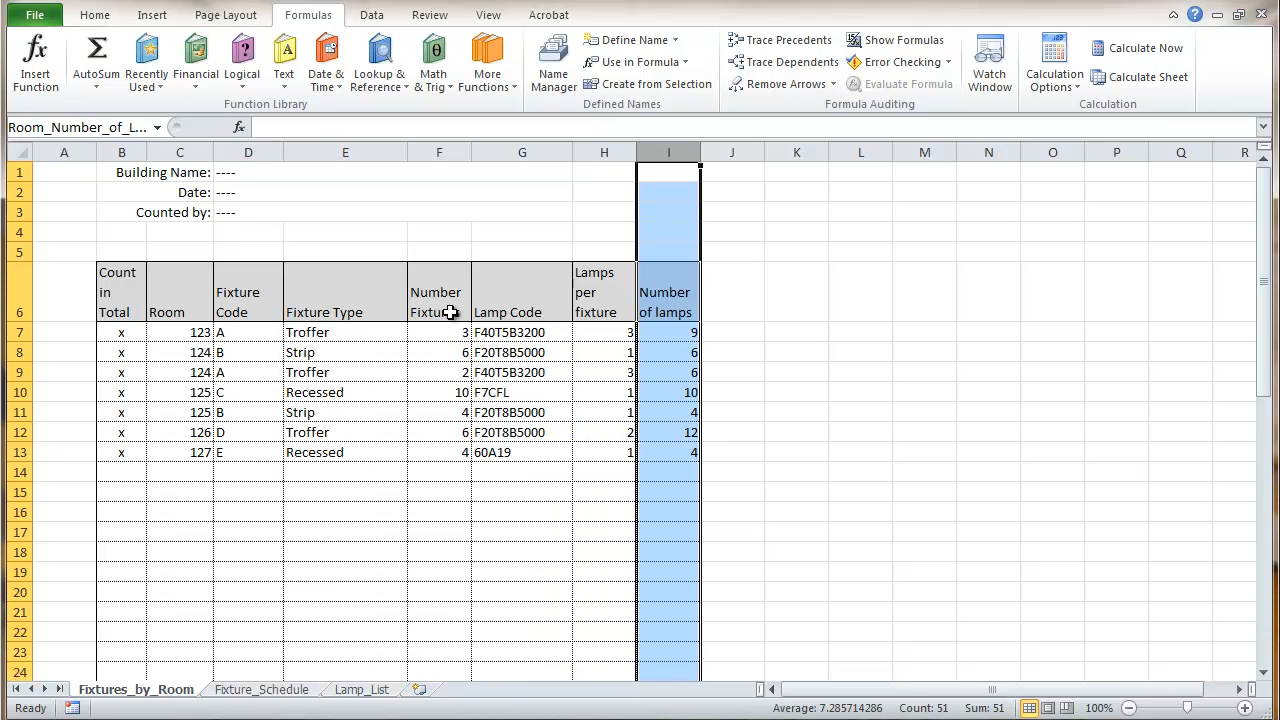 File Home Insert Page Layout Formulas Data Review View Acrobat
Insert Function
AutoSum
Recently Used
Financial
Logical
Text
Date & Time
Lookup & Reference
Math & Trig
More Functions
Function Library
Name Manager
Define Name
Use in Formula
Create from Selection
Defined Names
Trace Precedents
Trace Dependents
Remove Arrows
Show Formulas
Error Checking
Evaluate Formula
Formula Auditing
Watch Window
Calculation Options
Calculate Now
Calculate Sheet
Calculation
Room_Number_of_L... fx
A B C D E F G H I J K L M N O P Q R
1 Building Name: ----
2 Date: ----
3 Counted by: ----
4
5
6 Count in Total Room Fixture Code Fixture Type Number Fixtures Lamp Code Lamps per fixture Number of lamps
7 x 123 A Troffer 3 F40T5B3200 3 9
8 x 124 B Strip 6 F20T8B5000 1 6
9 x 124 A Troffer 2 F40T5B3200 3 6
10 x 125 C Recessed 10 F7CFL 1 10
11 x 125 B Strip 4 F20T8B5000 1 4
12 x 126 D Troffer 6 F20T8B5000 2 12
13 x 127 E Recessed 4 60A19 1 4
14
15
16
17
18
19
20
21
22
23
24
Fixtures_by_Room Fixture_Schedule Lamp_List
Ready Average: 7.285714286 Count: 51 Sum: 51 100%